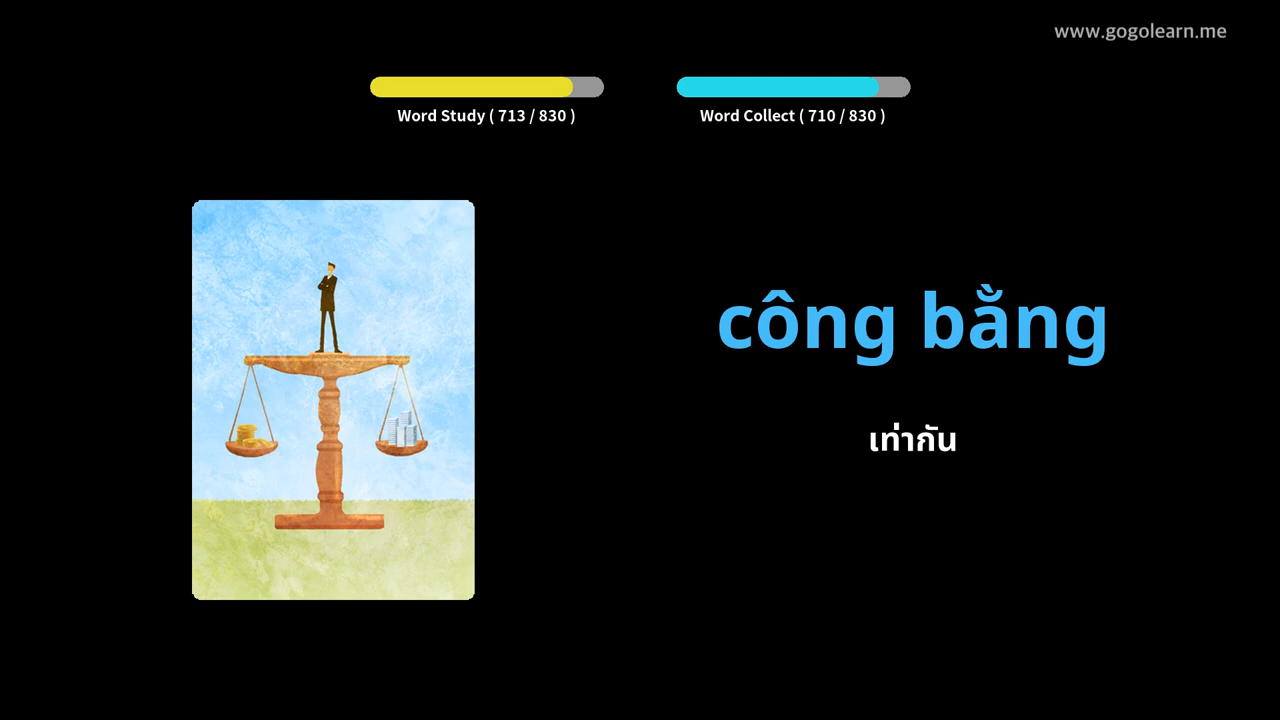 www.gogolearn.me
Word Study ( 713 / 830 )
Word Collect ( 710 / 830 )
công bằng
เท่ากัน